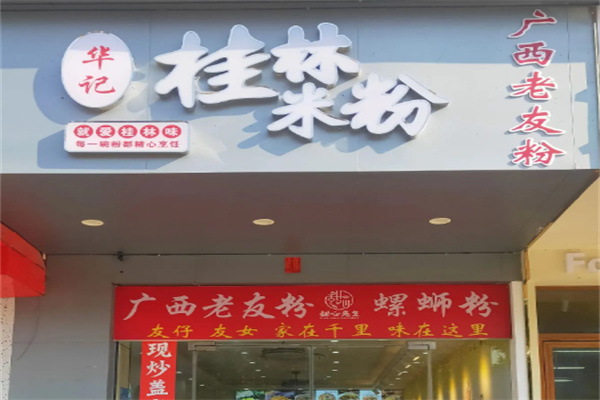 华记
桂林米粉
就爱桂林味
每一碗粉都精心烹饪
广西老友粉
广西老友粉 螺蛳粉
友仔 友女 家在千里 味在这里
现炒盖
Fo